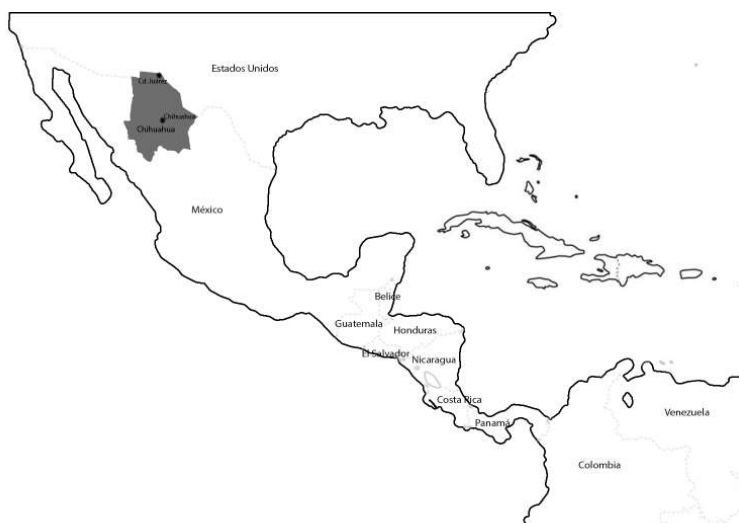 Estados Unidos
Cd. Juárez
Chihuahua
Chihuahua
México
Belice
Guatemala
Honduras
El Salvador
Nicaragua
Costa Rica
Panamá
Venezuela
Colombia